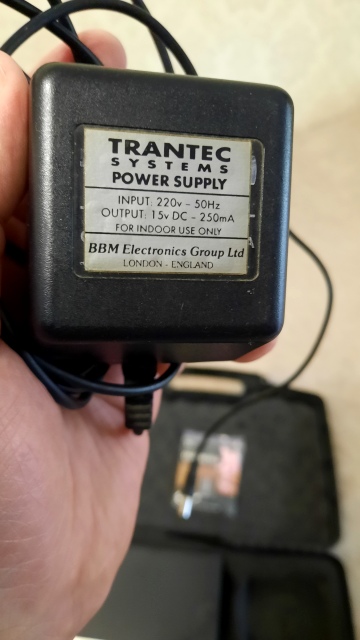 TRANTEC
SYSTEMS
POWER SUPPLY
INPUT: 220v - 50Hz
OUTPUT: 15v DC - 250mA
FOR INDOOR USE ONLY
BBM Electronics Group Ltd
LONDON - ENGLAND